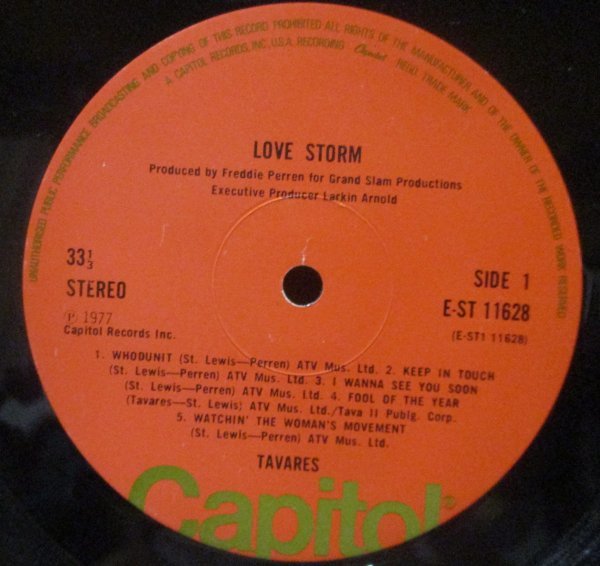 UNAUTHORISED PUBLIC PERFORMANCE BROADCASTING AND COPYING OF THIS RECORD PROHIBITED ALL RIGHTS OF THE MANUFACTURER AND OF THE OWNER OF THE RECORDED WORK RESERVED
A. CAPITOL RECORDS, INC. U.S.A. RECORDING · Capitol REGD TRADE MARK
LOVE STORM
Produced by Freddie Perren for Grand Slam Productions
Executive Producer Larkin Arnold
33 1/3
STEREO
SIDE 1
E-ST 11628
(E-ST1 11628)
℗ 1977
Capitol Records Inc.
1. WHODUNIT (St. Lewis—Perren) ATV Mus. Ltd. 2. KEEP IN TOUCH
(St. Lewis—Perren) ATV Mus. Ltd. 3. I WANNA SEE YOU SOON
(St. Lewis—Perren) ATV Mus. Ltd. 4. FOOL OF THE YEAR
(Tavares—St. Lewis) ATV Mus. Ltd./Tava II Publg. Corp.
5. WATCHIN' THE WOMAN'S MOVEMENT
(St. Lewis—Perren) ATV Mus. Ltd.
TAVARES
Capitol